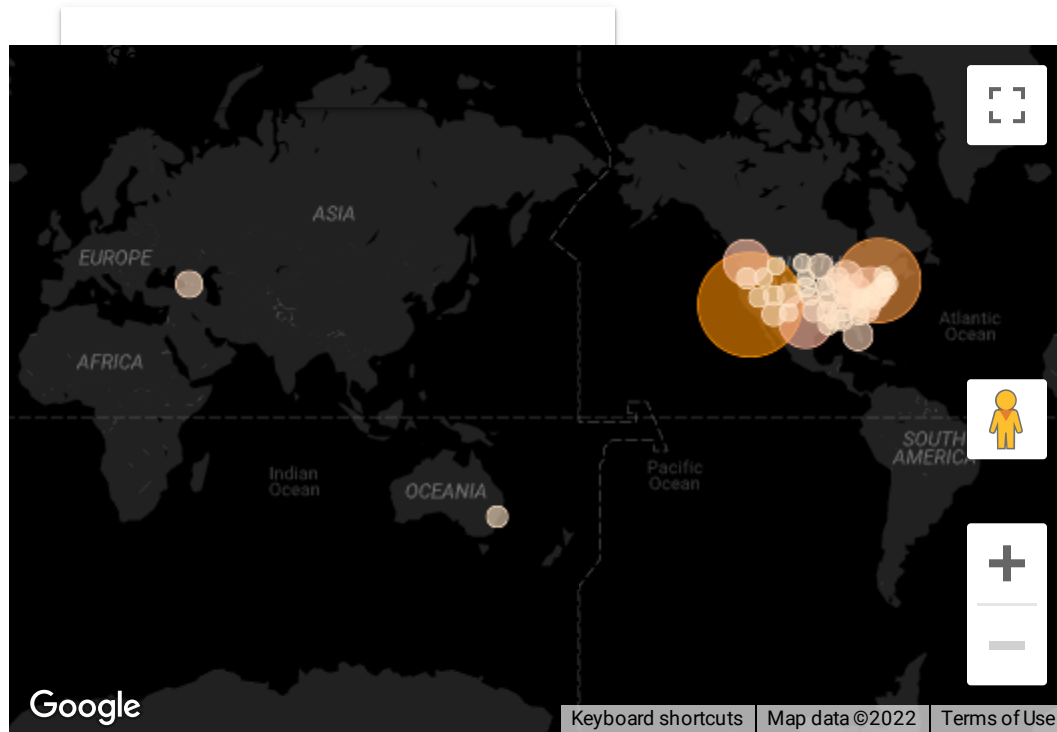 ASIA
EUROPE
AFRICA
Atlantic
Ocean
SOUTH
AMERICA
Indian
Ocean
OCEANIA
Pacific
Ocean
Google
Keyboard shortcuts
Map data ©2022
Terms of Use